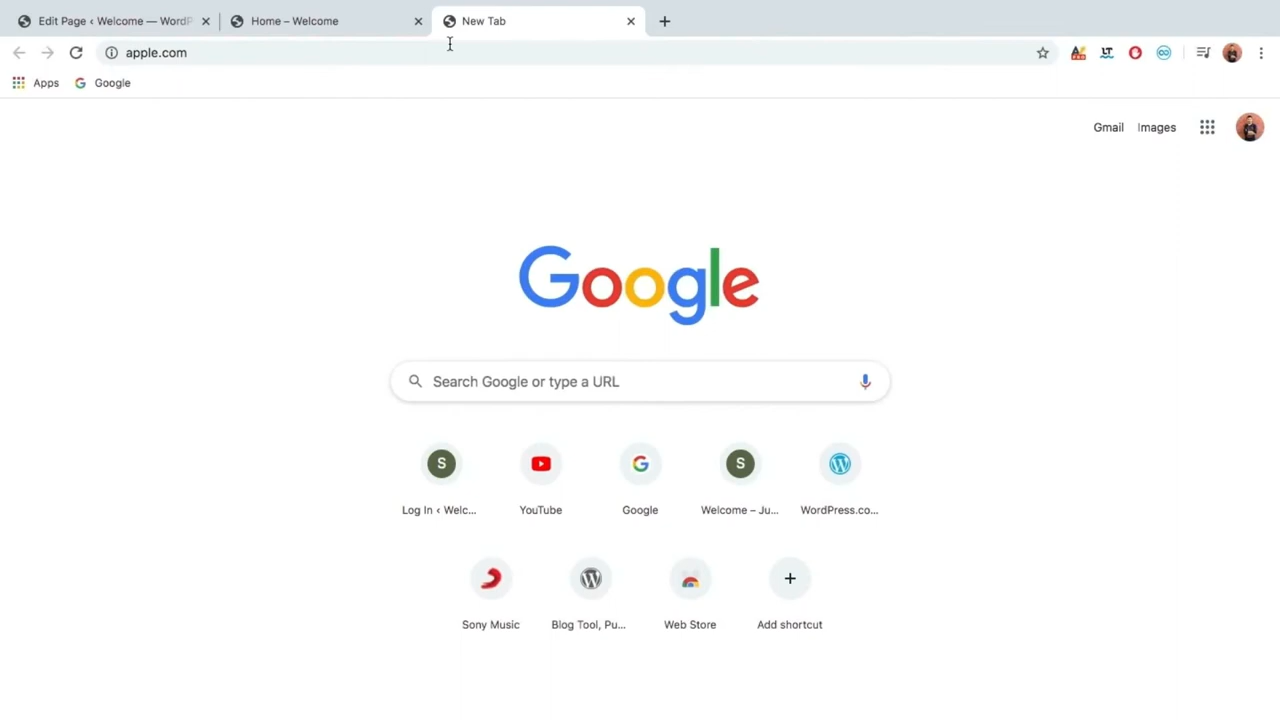 Edit Page ‹ Welcome — WordP
Home – Welcome
New Tab
apple.com
Apps
Google
Gmail
Images
Google
Search Google or type a URL
S
S
Log In ‹ Welc...
YouTube
Google
Welcome – Ju...
WordPress.co...
Sony Music
Blog Tool, Pu...
Web Store
Add shortcut